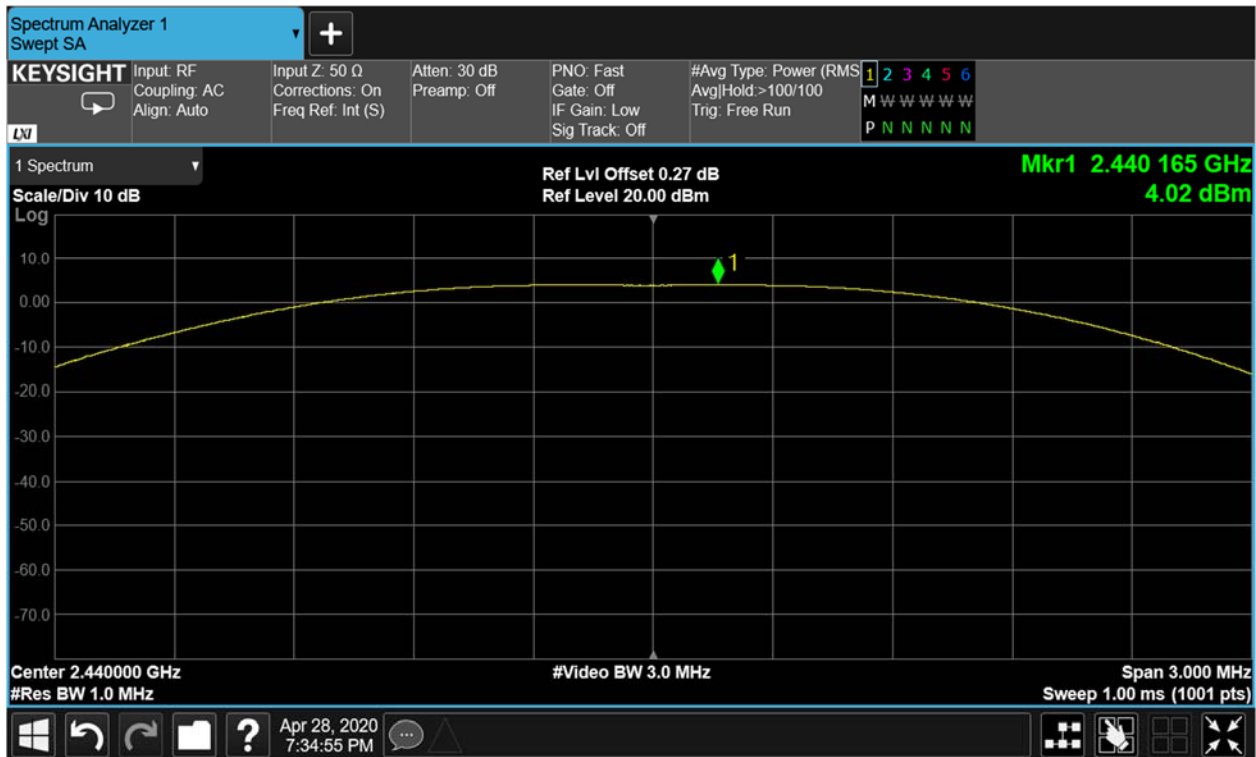 Spectrum Analyzer 1
Swept SA
+
KEYSIGHT
LXI
Input: RF
Coupling: AC
Align: Auto
Input Z: 50 Ω
Corrections: On
Freq Ref: Int (S)
Atten: 30 dB
Preamp: Off
PNO: Fast
Gate: Off
IF Gain: Low
Sig Track: Off
#Avg Type: Power (RMS
Avg|Hold:>100/100
Trig: Free Run
1 2 3 4 5 6
M W W W W W
P N N N N N
1 Spectrum
Scale/Div 10 dB
Ref Lvl Offset 0.27 dB
Ref Level 20.00 dBm
Mkr1 2.440 165 GHz
4.02 dBm
Log
10.0
0.00
-10.0
-20.0
-30.0
-40.0
-50.0
-60.0
-70.0
1
Center 2.440000 GHz
#Res BW 1.0 MHz
#Video BW 3.0 MHz
Span 3.000 MHz
Sweep 1.00 ms (1001 pts)
?
Apr 28, 2020
7:34:55 PM